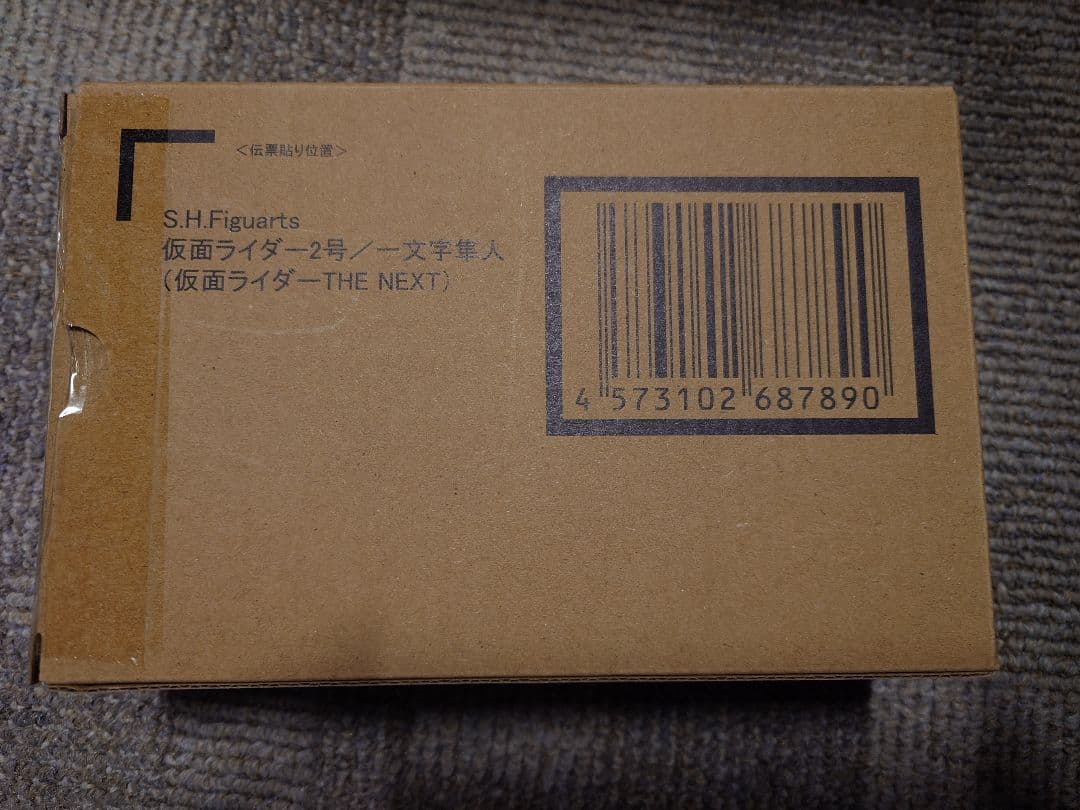 ＜伝票貼り位置＞
S.H.Figuarts
仮面ライダー2号／一文字隼人
（仮面ライダーTHE NEXT）
4 573102 687890